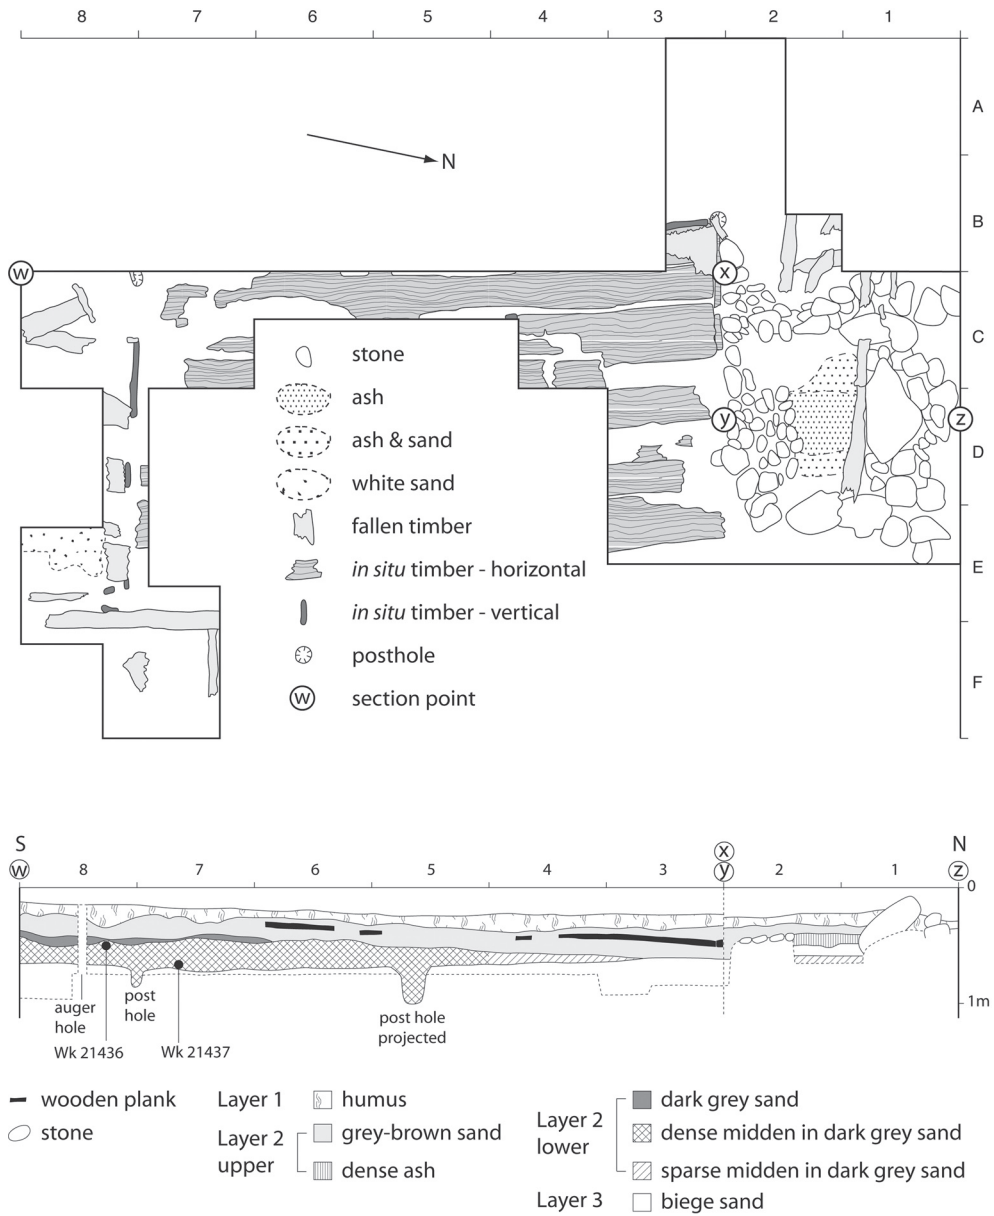 8 7 6 5 4 3 2 1
A
N
B
w
x
C
stone
ash
y
z
ash & sand
D
white sand
fallen timber
in situ timber - horizontal
E
in situ timber - vertical
posthole
F
w section point
S N
x
w 8 7 6 5 4 3 y 2 1 z
0
1m
auger
hole
post
hole
post hole
projected
Wk 21436 Wk 21437
wooden plank
stone
Layer 1 humus
Layer 2
upper
grey-brown sand
dense ash
Layer 2
lower
dark grey sand
dense midden in dark grey sand
sparse midden in dark grey sand
Layer 3 biege sand